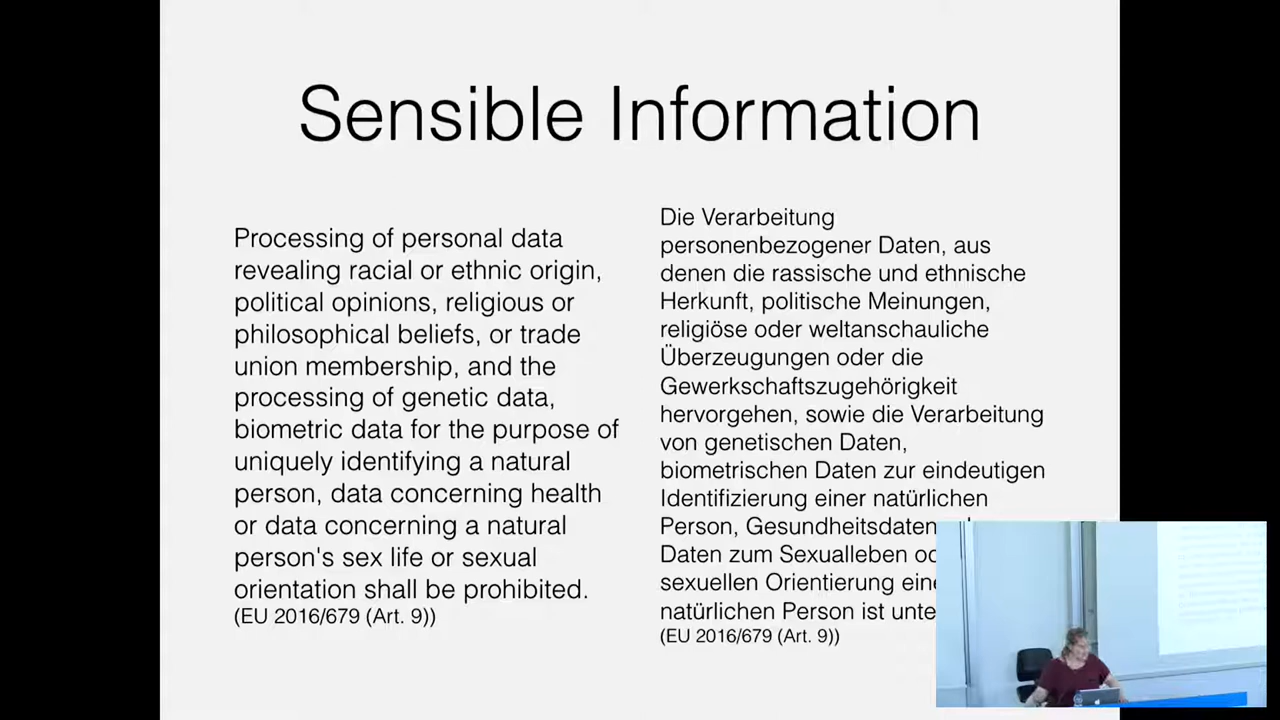 Sensible Information
Processing of personal data
revealing racial or ethnic origin,
political opinions, religious or
philosophical beliefs, or trade
union membership, and the
processing of genetic data,
biometric data for the purpose of
uniquely identifying a natural
person, data concerning health
or data concerning a natural
person's sex life or sexual
orientation shall be prohibited.
(EU 2016/679 (Art. 9))
Die Verarbeitung
personenbezogener Daten, aus
denen die rassische und ethnische
Herkunft, politische Meinungen,
religiöse oder weltanschauliche
Überzeugungen oder die
Gewerkschaftszugehörigkeit
hervorgehen, sowie die Verarbeitung
von genetischen Daten,
biometrischen Daten zur eindeutigen
Identifizierung einer natürlichen
Person, Gesundheitsdaten
Daten zum Sexualleben
sexuellen Orientierung
natürlichen Person ist
(EU 2016/679 (Art. 9))